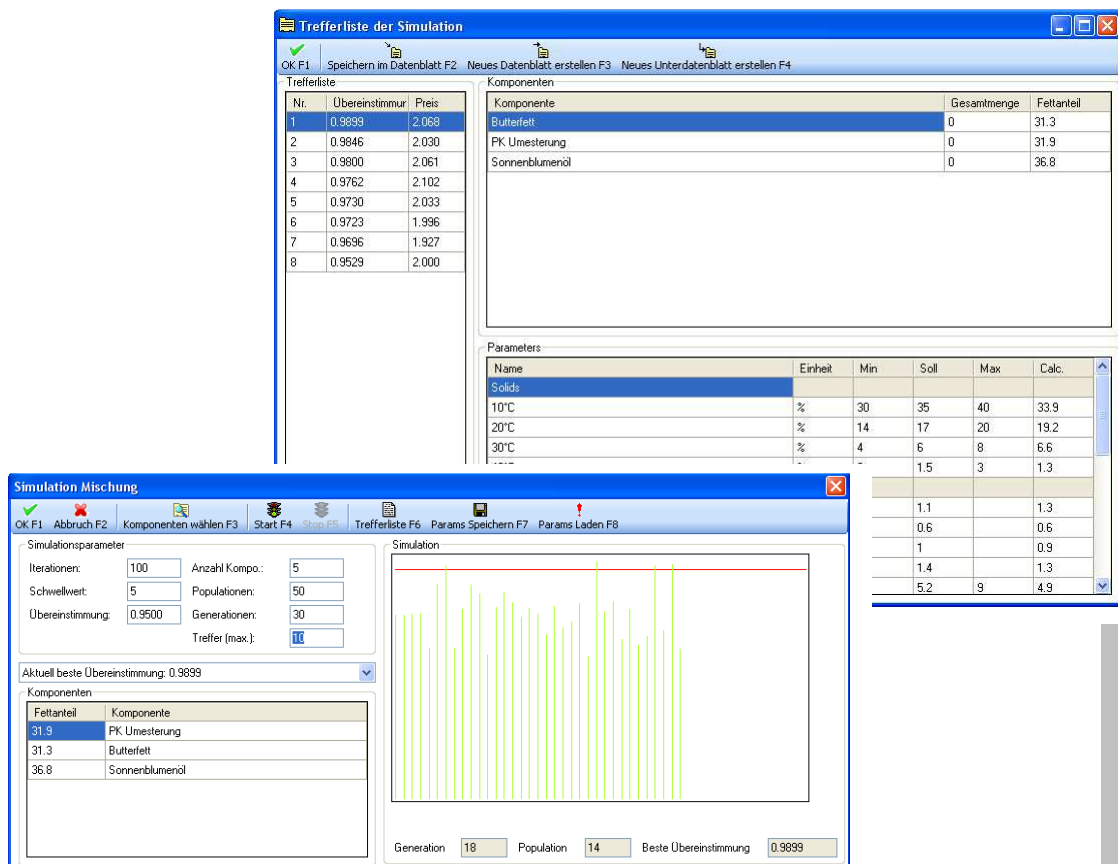 Trefferliste der Simulation
OK F1 Speichern im Datenblatt F2 Neues Datenblatt erstellen F3 Neues Unterdatenblatt erstellen F4
Trefferliste
Nr. Übereinstimmur Preis
1 0.9899 2.068
2 0.9846 2.030
3 0.9800 2.061
4 0.9762 2.102
5 0.9730 2.033
6 0.9723 1.996
7 0.9696 1.927
8 0.9529 2.000
Komponenten
Komponente Gesamtmenge Fettanteil
Butterfett 0 31.3
PK Umesterung 0 31.9
Sonnenblumenöl 0 36.8
Parameters
Name Einheit Min Soll Max Calc.
Solids
10°C % 30 35 40 33.9
20°C % 14 17 20 19.2
30°C % 4 6 8 6.6
1.5 3 1.3
1.1 1.3
0.6 0.6
1 0.9
1.4 1.3
5.2 9 4.9
Simulation Mischung
OK F1 Abbruch F2 Komponenten wählen F3 Start F4 Stop F5 Trefferliste F6 Params Speichern F7 Params Laden F8
Simulationsparameter
Iterationen: 100 Anzahl Kompo.: 5
Schwellwert: 5 Populationen: 50
Übereinstimmung: 0.9500 Generationen: 30
Treffer (max.): 10
Aktuell beste Übereinstimmung: 0.9899
Komponenten
Fettanteil Komponente
31.9 PK Umesterung
31.3 Butterfett
36.8 Sonnenblumenöl
Simulation
Generation 18 Population 14 Beste Übereinstimmung 0.9899